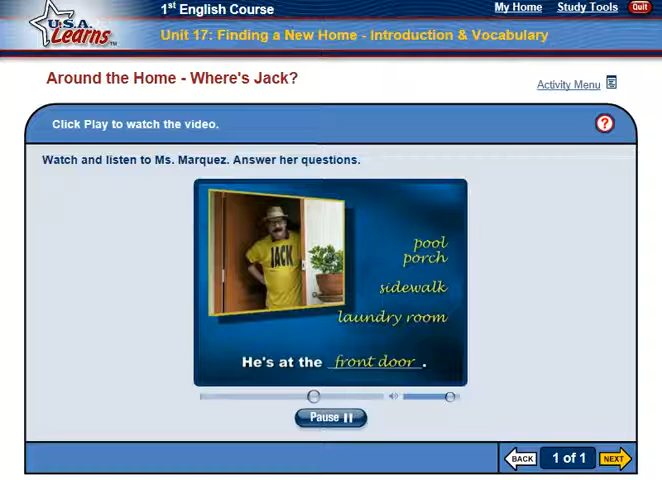 U.S.A.
Learns™
1st English Course
My Home
Study Tools
Quit
Unit 17: Finding a New Home - Introduction & Vocabulary
Around the Home - Where's Jack?
Activity Menu
Click Play to watch the video.
?
Watch and listen to Ms. Marquez. Answer her questions.
JACK
pool
porch
sidewalk
laundry room
He's at the front door.
Pause
BACK
1 of 1
NEXT